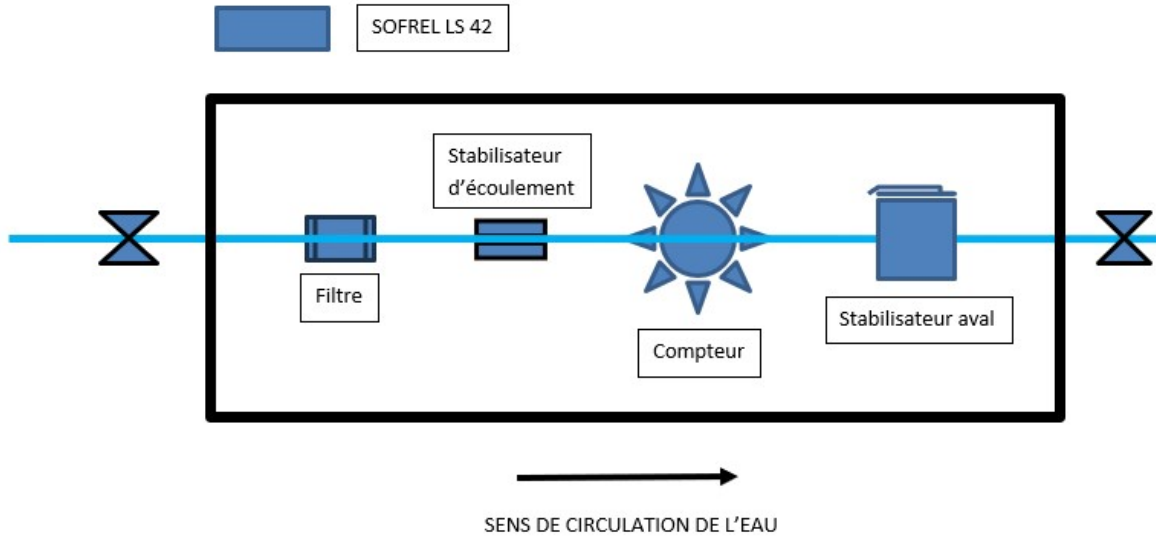 SOFREL LS 42
Stabilisateur
d'écoulement
Filtre
Compteur
Stabilisateur aval
SENS DE CIRCULATION DE L'EAU